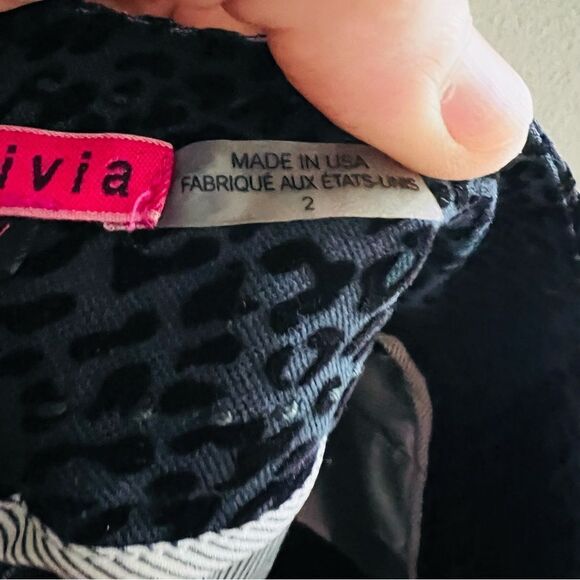 ivia
MADE IN USA
FABRIQUÉ AUX ÉTATS-UNIS
2